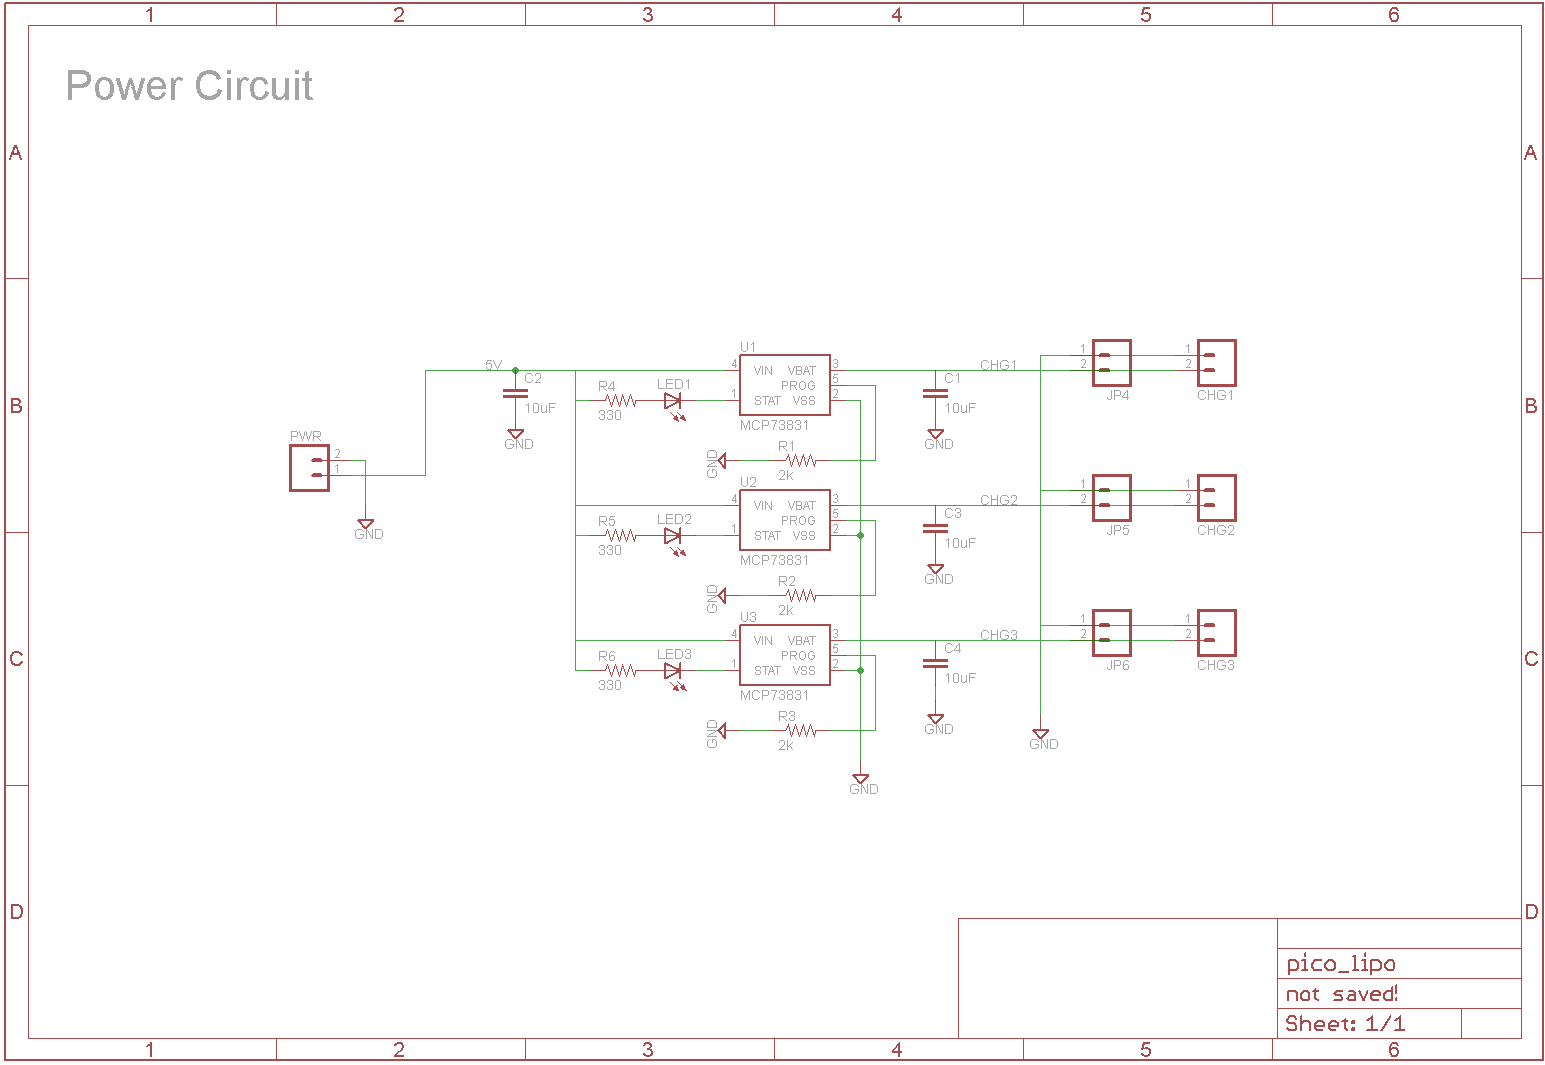 1 2 3 4 5 6
Power Circuit
A A
B B
C C
D D
PWR
2
1
GND
5V
C2
10uF
GND
R4
330
LED1
U1
4 VIN VBAT 3
PROG 5
1 STAT VSS 2
MCP73831
R1
2k
GND
C1
10uF
GND
CHG1
1
2
JP4
1
2
CHG1
R5
330
LED2
U2
4 VIN VBAT 3
PROG 5
1 STAT VSS 2
MCP73831
R2
2k
GND
C3
10uF
GND
CHG2
1
2
JP5
1
2
CHG2
R6
330
LED3
U3
4 VIN VBAT 3
PROG 5
1 STAT VSS 2
MCP73831
R3
2k
GND
GND
C4
10uF
GND
CHG3
GND
1
2
JP6
1
2
CHG3
pico_lipo
not saved!
Sheet: 1/1
1 2 3 4 5 6